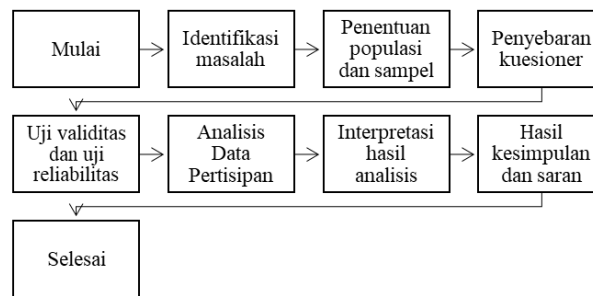 Mulai
Identifikasi
masalah
Penentuan
populasi
dan sampel
Penyebaran
kuesioner
Uji validitas
dan uji
reliabilitas
Analisis
Data
Pertisipan
Interpretasi
hasil
analisis
Hasil
kesimpulan
dan saran
Selesai